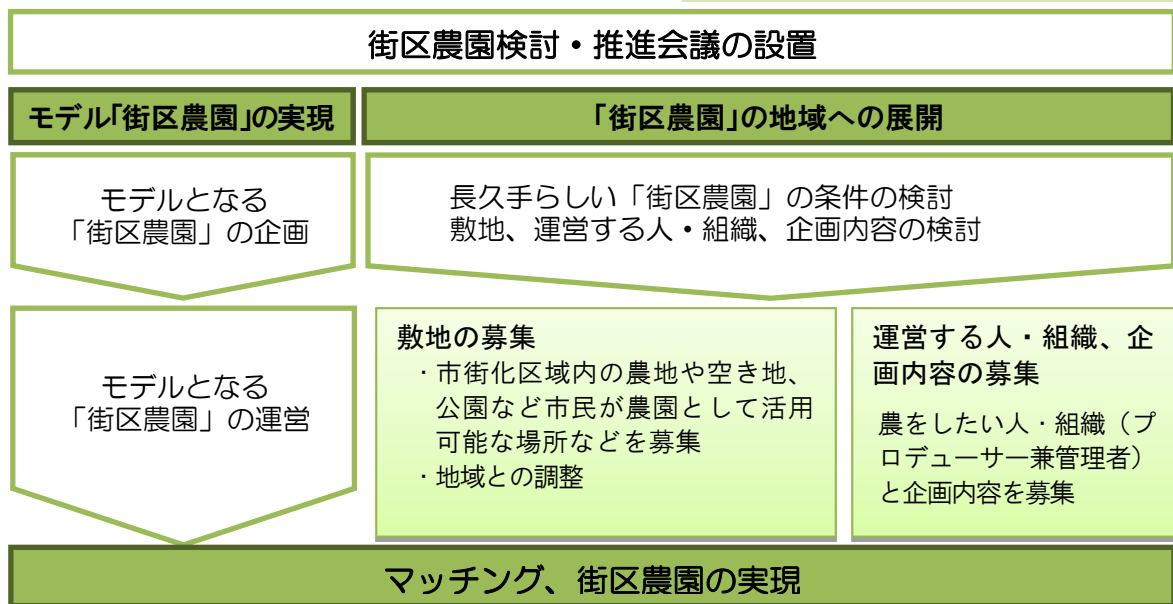 街区農園検討・推進会議の設置
モデル「街区農園」の実現
「街区農園」の地域への展開
モデルとなる
「街区農園」の企画
長久手らしい「街区農園」の条件の検討
敷地、運営する人・組織、企画内容の検討
モデルとなる
「街区農園」の運営
敷地の募集
・市街化区域内の農地や空き地、
公園など市民が農園として活用
可能な場所などを募集
・地域との調整
運営する人・組織、企
画内容の募集
農をしたい人・組織（プ
ロデューサー兼管理者）
と企画内容を募集
マッチング、街区農園の実現